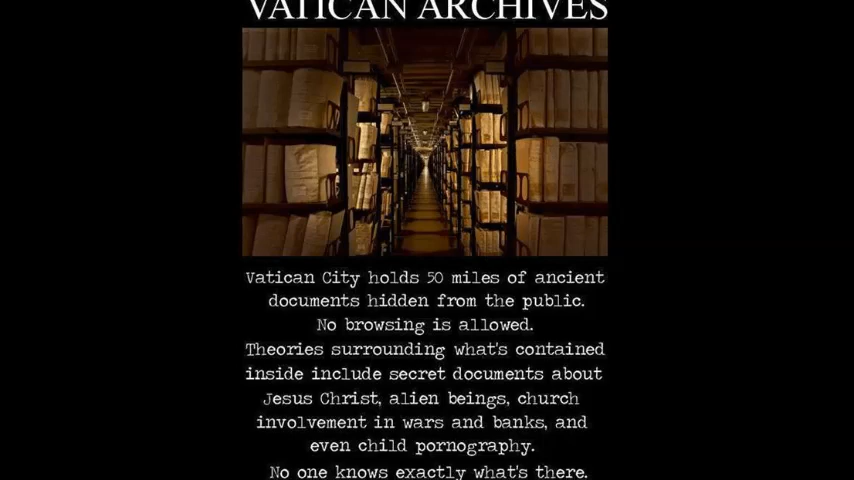 VATICAN ARCHIVES
Vatican City holds 50 miles of ancient
documents hidden from the public.
No browsing is allowed.
Theories surrounding what's contained
inside include secret documents about
Jesus Christ, alien beings, church
involvement in wars and banks, and
even child pornography.
No one knows exactly what's there.